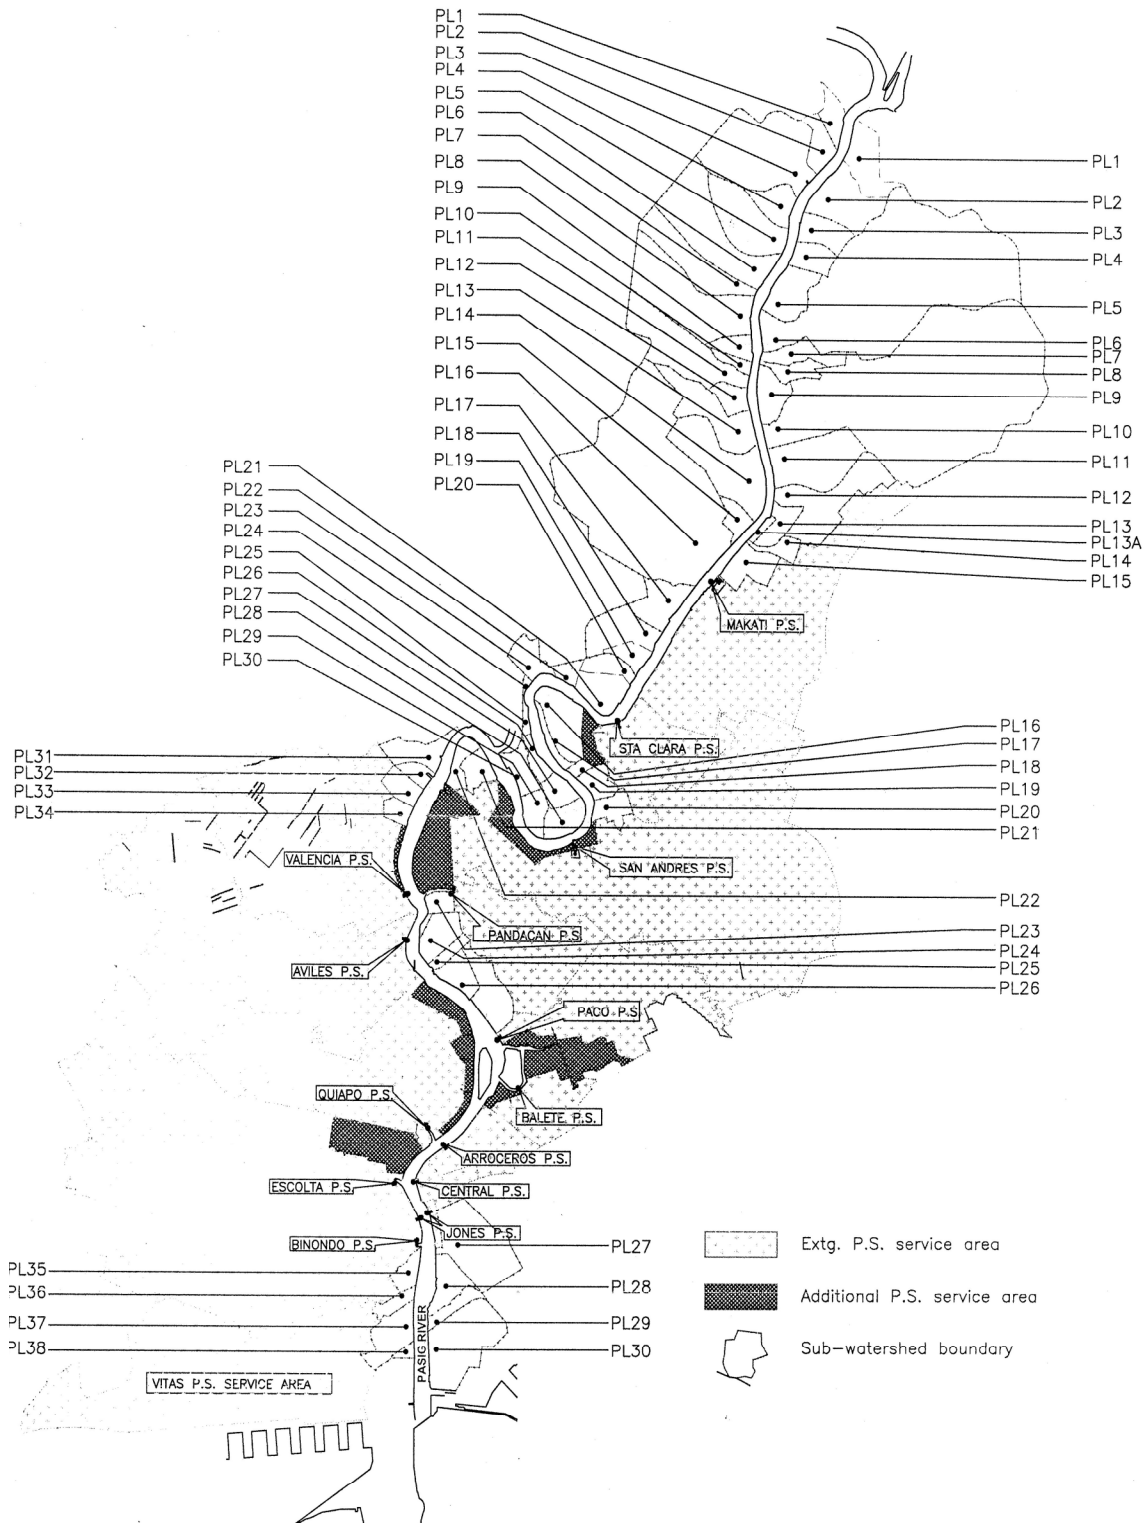 PL1
PL2
PL3
PL4
PL5
PL6
PL7
PL8
PL9
PL10
PL11
PL12
PL13
PL14
PL15
PL16
PL17
PL18
PL19
PL20
PL1
PL2
PL3
PL4
PL5
PL6
PL7
PL8
PL9
PL10
PL11
PL12
PL13
PL13A
PL14
PL15
MAKATI P.S.
PL21
PL22
PL23
PL24
PL25
PL26
PL27
PL28
PL29
PL30
STA CLARA P.S.
PL16
PL17
PL18
PL19
PL20
PL21
PL31
PL32
PL33
PL34
VALENCIA P.S.
SAN ANDRES P.S.
PL22
PL23
PL24
PL25
PL26
PANDACAN P.S
AVILES P.S.
PACO P.S
QUIAPO P.S.
BALETE P.S.
ARROCEROS P.S.
ESCOLTA P.S.
CENTRAL P.S.
JONES P.S.
BINONDO P.S.
PL27
PL28
PL29
PL30
PL35
PL36
PL37
PL38
PASIG RIVER
VITAS P.S. SERVICE AREA
Extg. P.S. service area
Additional P.S. service area
Sub-watershed boundary